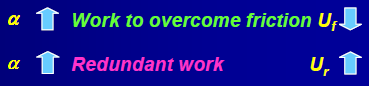 α Work to overcome friction Uf
α Redundant work Ur